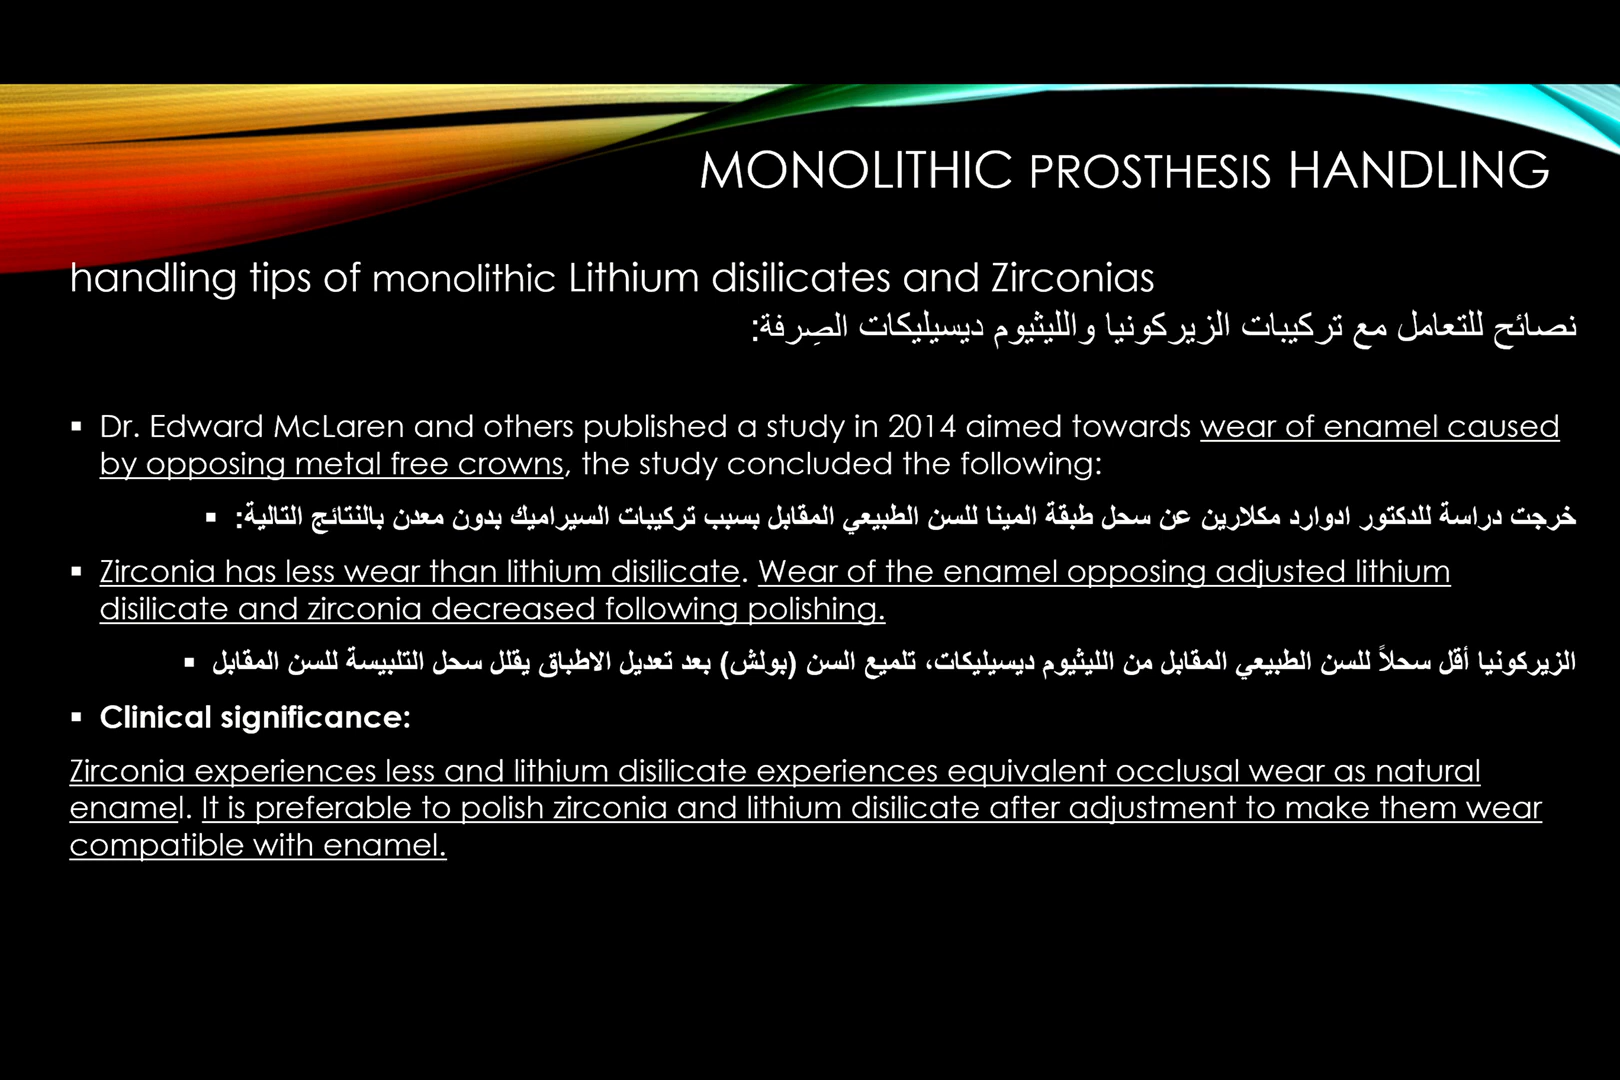 MONOLITHIC PROSTHESIS HANDLING
handling tips of monolithic Lithium disilicates and Zirconias
نصائح للتعامل مع تركيبات الزيركونيا والليثيوم ديسيليكات الصِرفة:
▪ Dr. Edward McLaren and others published a study in 2014 aimed towards wear of enamel caused
by opposing metal free crowns, the study concluded the following:
▪ خرجت دراسة للدكتور ادوارد مكلارين عن سحل طبقة المينا للسن الطبيعي المقابل بسبب تركيبات السيراميك بدون معدن بالنتائج التالية:
▪ Zirconia has less wear than lithium disilicate. Wear of the enamel opposing adjusted lithium
disilicate and zirconia decreased following polishing.
▪ الزيركونيا أقل سحلاً للسن الطبيعي المقابل من الليثيوم ديسيليكات، تلميع السن (بولش) بعد تعديل الاطباق يقلل سحل التلبيسة للسن المقابل
▪ Clinical significance:
Zirconia experiences less and lithium disilicate experiences equivalent occlusal wear as natural
enamel. It is preferable to polish zirconia and lithium disilicate after adjustment to make them wear
compatible with enamel.